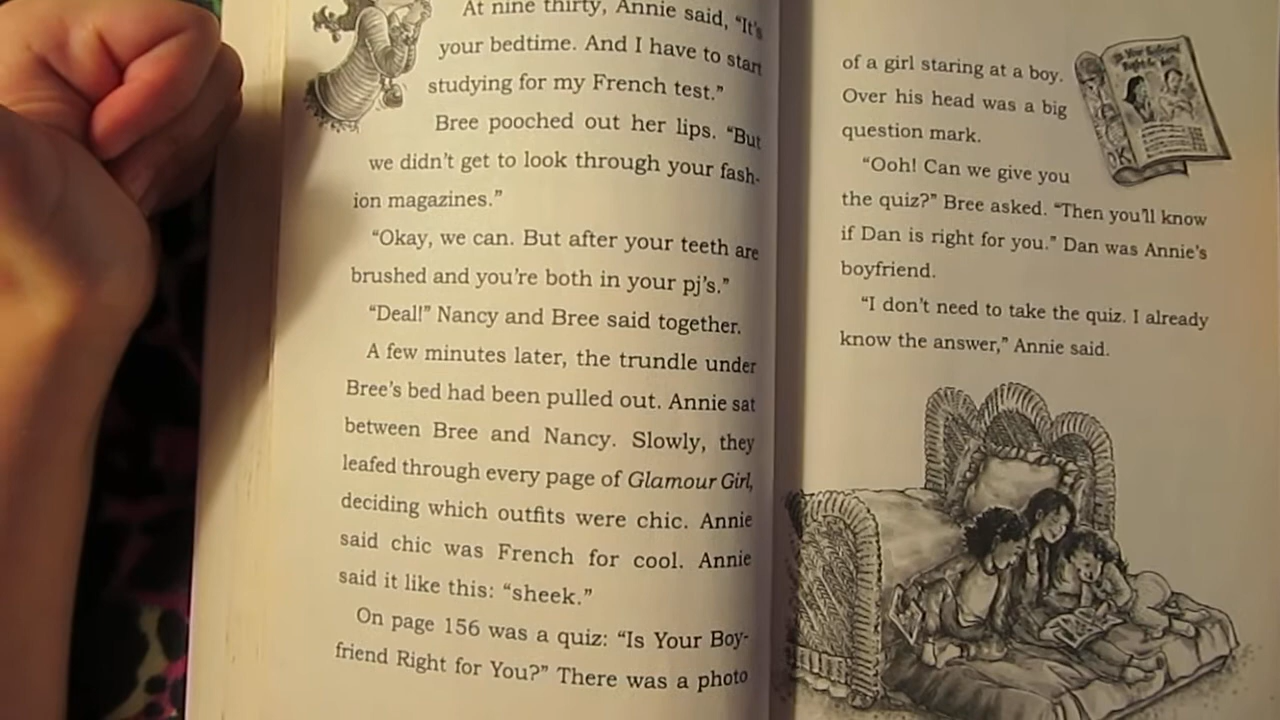 At nine thirty, Annie said, “It’s
your bedtime. And I have to start
studying for my French test.”
Bree pooched out her lips. “But
we didn’t get to look through your fash-
ion magazines.”
“Okay, we can. But after your teeth are
brushed and you’re both in your pj’s.”
“Deal!” Nancy and Bree said together.
A few minutes later, the trundle under
Bree’s bed had been pulled out. Annie sat
between Bree and Nancy. Slowly, they
leafed through every page of Glamour Girl,
deciding which outfits were chic. Annie
said chic was French for cool. Annie
said it like this: “sheek.”
On page 156 was a quiz: “Is Your Boy-
friend Right for You?” There was a photo
of a girl staring at a boy.
Over his head was a big
question mark.
“Ooh! Can we give you
the quiz?” Bree asked. “Then you’ll know
if Dan is right for you.” Dan was Annie’s
boyfriend.
“I don’t need to take the quiz. I already
know the answer,” Annie said.
Is Your Boyfriend
Right for
OK